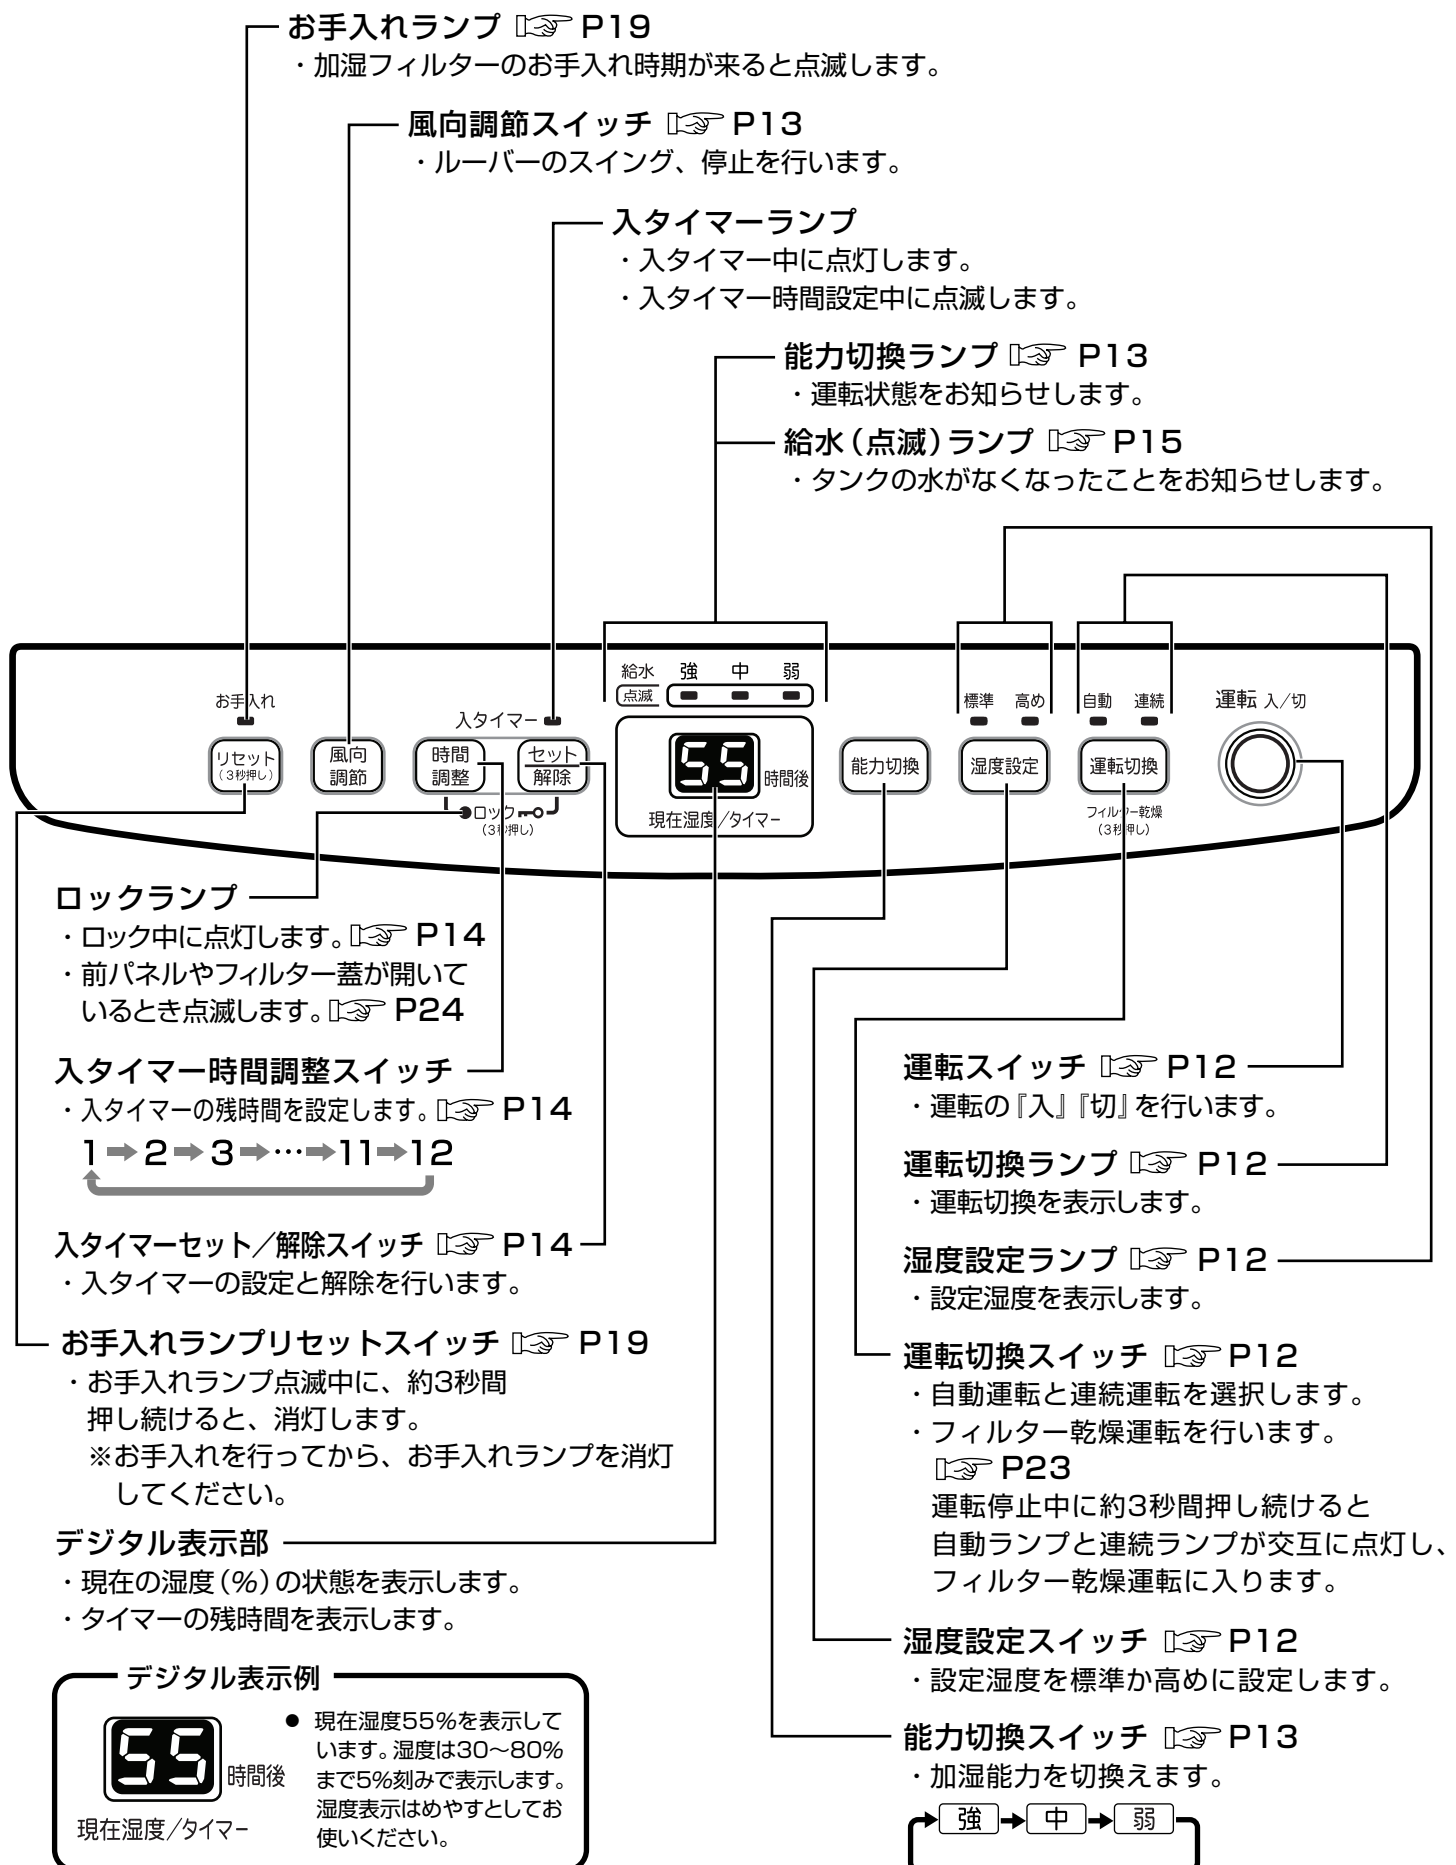 お手入れランプ ☞ P19
・加湿フィルターのお手入れ時期が来ると点滅します。
風向調節スイッチ ☞ P13
・ルーバーのスイング、停止を行います。
入タイマーランプ
・入タイマー中に点灯します。
・入タイマー時間設定中に点滅します。
能力切換ランプ ☞ P13
・運転状態をお知らせします。
給水（点滅）ランプ ☞ P15
・タンクの水がなくなったことをお知らせします。
お手入れ
リセット
（3秒押し）
風向
調節
入タイマー
時間
調整
セット
解除
ロック
（3秒押し）
給水 強 中 弱
点滅
55 時間後
現在湿度/タイマー
能力切換
標準 高め
湿度設定
自動 連続
運転切換
フィルター乾燥
（3秒押し）
運転 入／切
ロックランプ
・ロック中に点灯します。☞ P14
・前パネルやフィルター蓋が開いて
いるとき点滅します。☞ P24
入タイマー時間調整スイッチ
・入タイマーの残時間を設定します。☞ P14
1➡2➡3➡…➡11➡12
入タイマーセット／解除スイッチ ☞ P14
・入タイマーの設定と解除を行います。
お手入れランプリセットスイッチ ☞ P19
・お手入れランプ点滅中に、約3秒間
押し続けると、消灯します。
※お手入れを行ってから、お手入れランプを消灯
してください。
デジタル表示部
・現在の湿度（%）の状態を表示します。
・タイマーの残時間を表示します。
デジタル表示例
55 時間後
現在湿度/タイマー
● 現在湿度55%を表示して
います。湿度は30〜80%
まで5%刻みで表示します。
湿度表示はめやすとしてお
使いください。
運転スイッチ ☞ P12
・運転の『入』『切』を行います。
運転切換ランプ ☞ P12
・運転切換を表示します。
湿度設定ランプ ☞ P12
・設定湿度を表示します。
運転切換スイッチ ☞ P12
・自動運転と連続運転を選択します。
・フィルター乾燥運転を行います。
☞ P23
運転停止中に約3秒間押し続けると
自動ランプと連続ランプが交互に点灯し、
フィルター乾燥運転に入ります。
湿度設定スイッチ ☞ P12
・設定湿度を標準か高めに設定します。
能力切換スイッチ ☞ P13
・加湿能力を切換えます。
強➡中➡弱